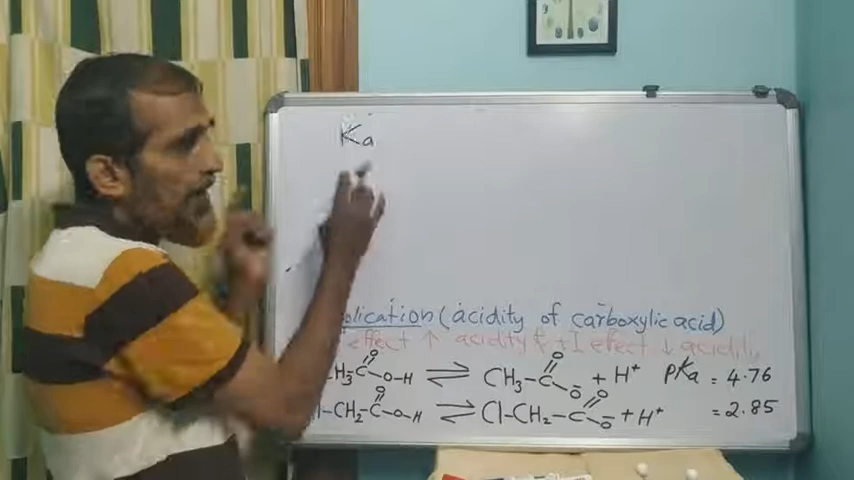 Ka
plication (acidity of carboxylic acid)
effect ↑ acidity & +I effect ↓ acidity
H₃C-O-H ⇌ CH₃-C-O⁻ + H⁺ pKa = 4.76
-CH₂-C-O-H ⇌ Cl-CH₂-C-O⁻ + H⁺ = 2.85